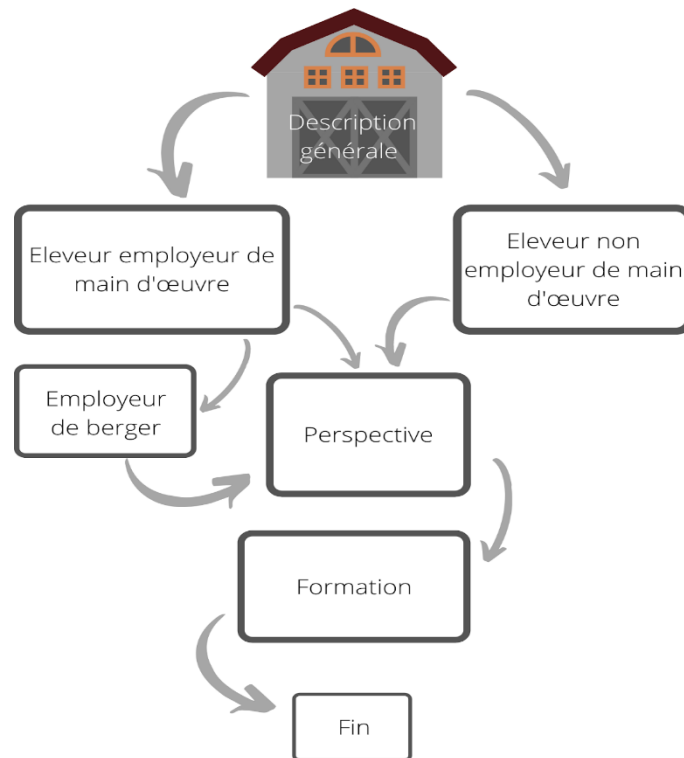 Description
générale
Eleveur employeur de
main d'œuvre
Eleveur non
employeur de main
d'œuvre
Employeur
de berger
Perspective
Formation
Fin